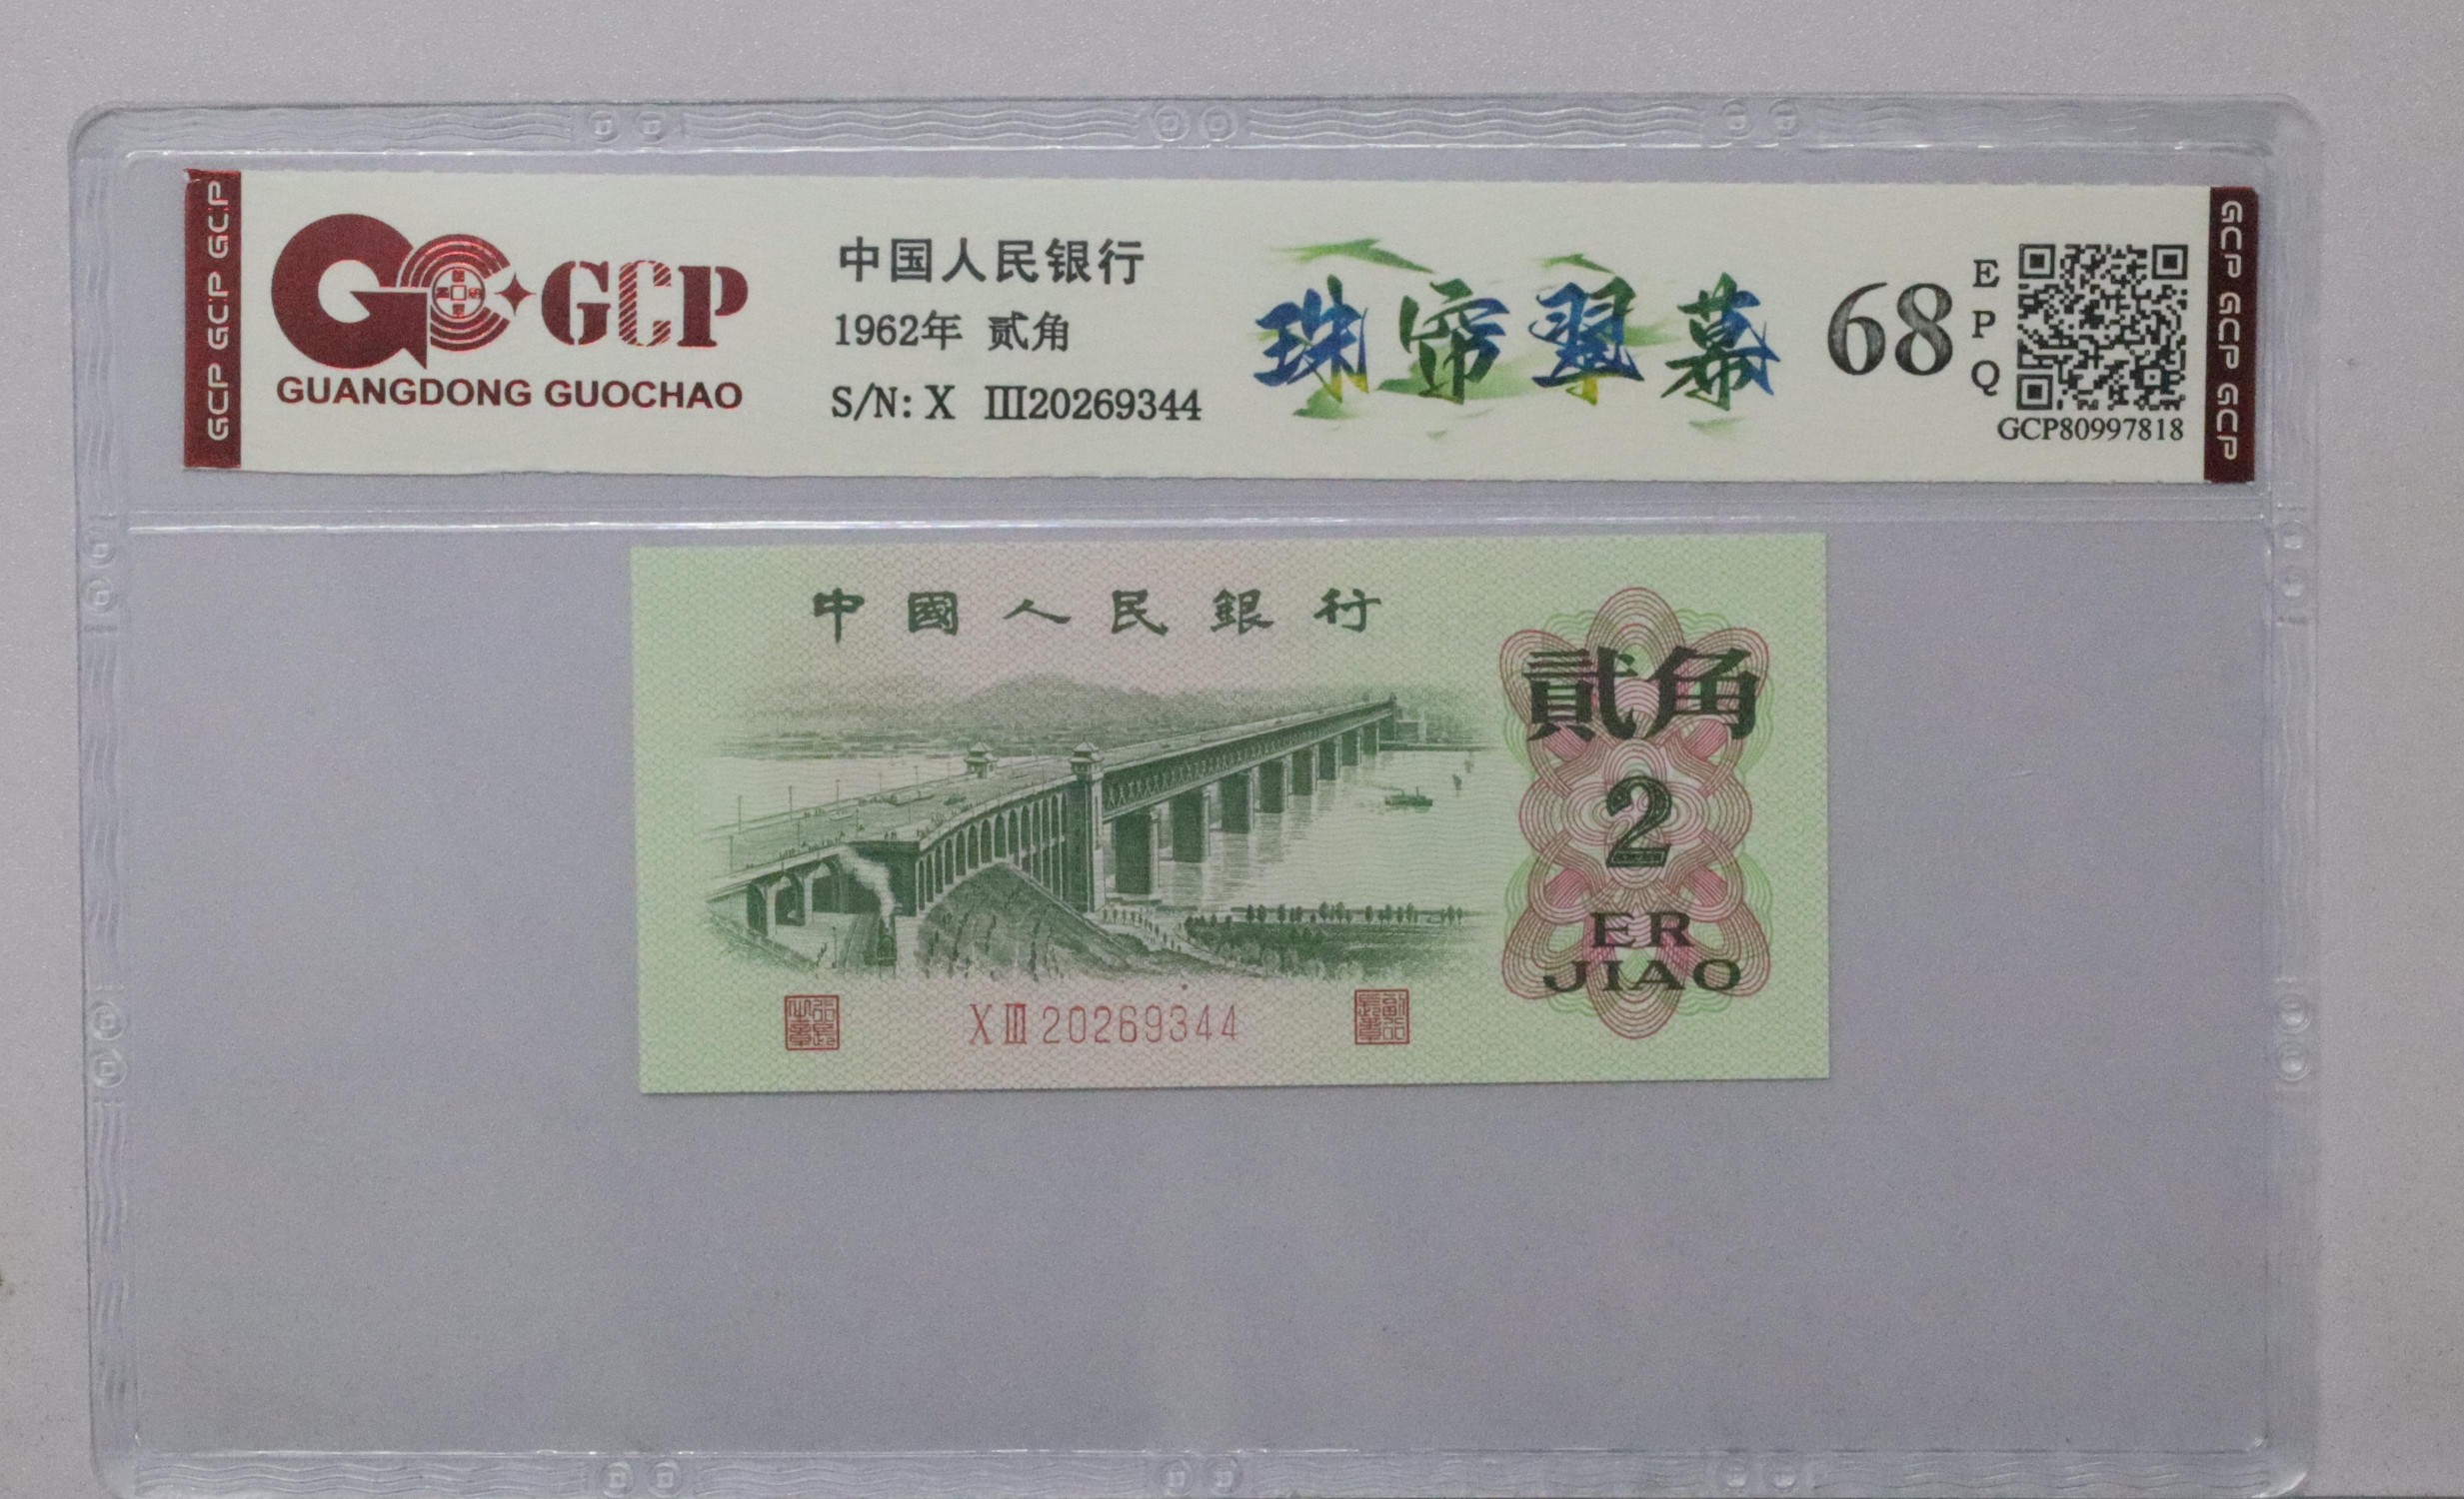 GCP GCP GCP
GCP
GUANGDONG GUOCHAO
中国人民银行
1962年 贰角
S/N: X III20269344
珠帘翠幕
68
E
P
Q
GCP80997818
GCP GCP GCP
中國人民銀行
貳角
2
ER
JIAO
X III 20269344